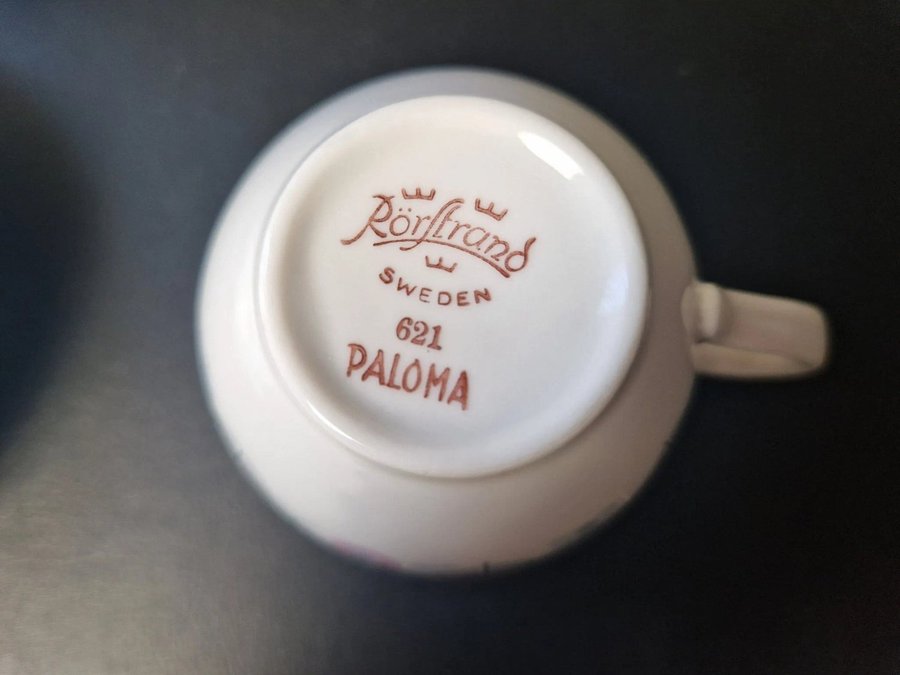 Rörstrand
SWEDEN
621
PALOMA